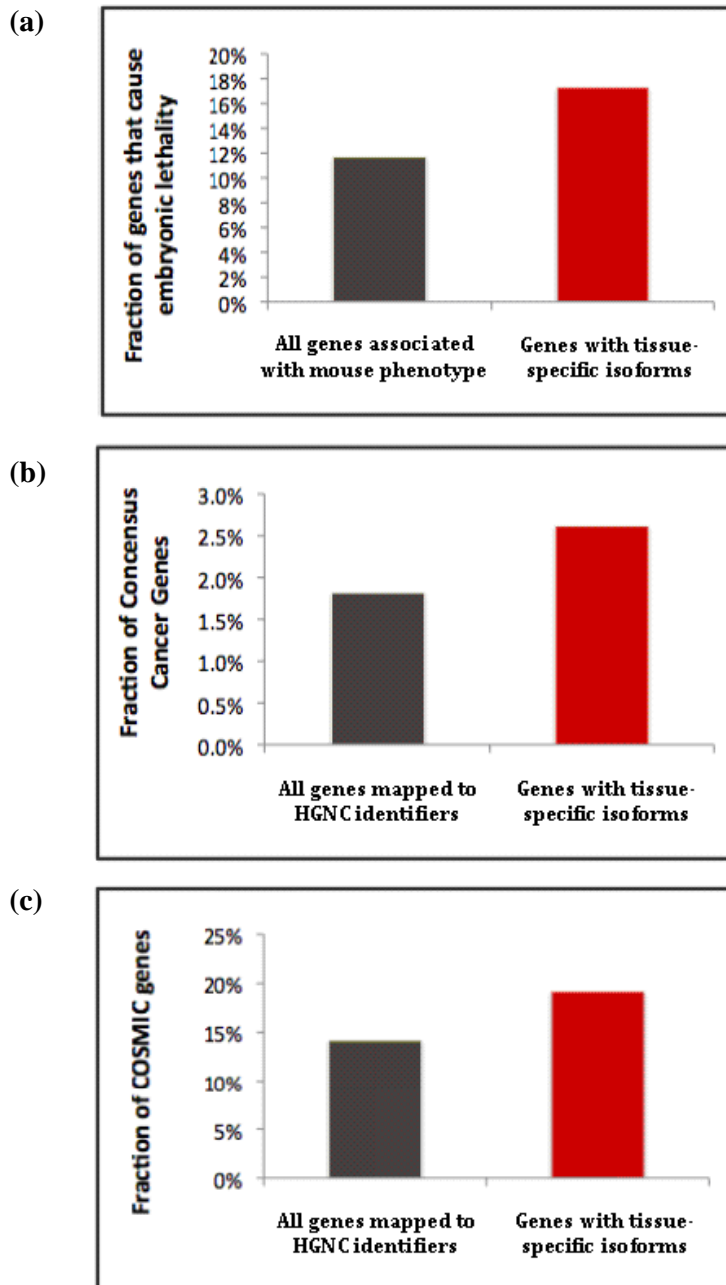 (a)
Fraction of genes that cause
embryonic lethality
20%
18%
16%
14%
12%
10%
8%
6%
4%
2%
0%
All genes associated
with mouse phenotype
Genes with tissue-
specific isoforms
(b)
Fraction of Concensus
Cancer Genes
3.0%
2.5%
2.0%
1.5%
1.0%
0.5%
0.0%
All genes mapped to
HGNC identifiers
Genes with tissue-
specific isoforms
(c)
Fraction of COSMIC genes
25%
20%
15%
10%
5%
0%
All genes mapped to
HGNC identifiers
Genes with tissue-
specific isoforms